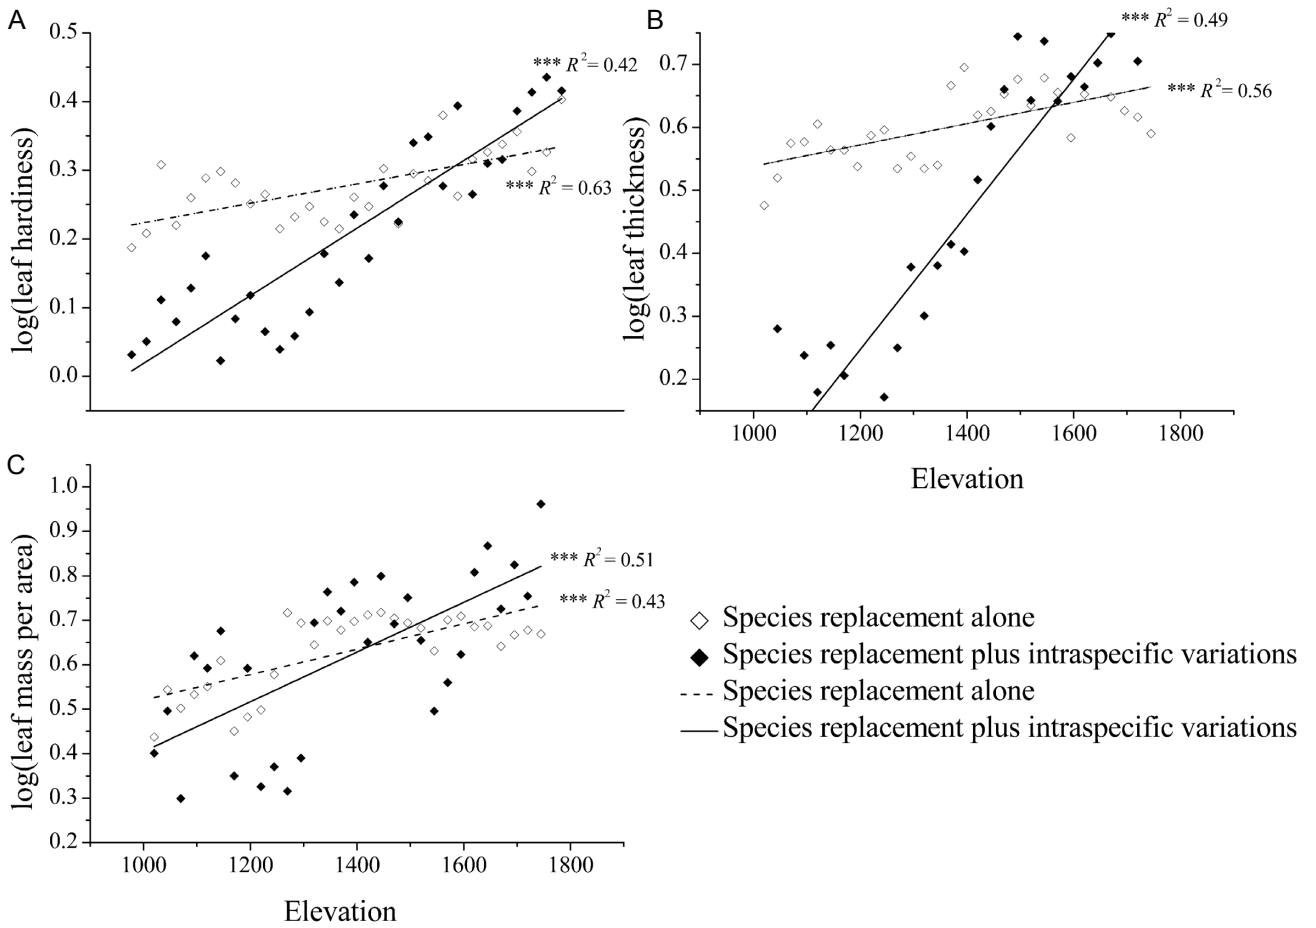 A
0.5
0.4
0.3
0.2
0.1
0.0
log(leaf hardiness)
*** R² = 0.42
*** R² = 0.63
B
0.7
0.6
0.5
0.4
0.3
0.2
log(leaf thickness)
*** R² = 0.49
*** R² = 0.56
1000 1200 1400 1600 1800
Elevation
C
1.0
0.9
0.8
0.7
0.6
0.5
0.4
0.3
0.2
log(leaf mass per area)
*** R² = 0.51
*** R² = 0.43
1000 1200 1400 1600 1800
Elevation
Species replacement alone
Species replacement plus intraspecific variations
Species replacement alone
Species replacement plus intraspecific variations